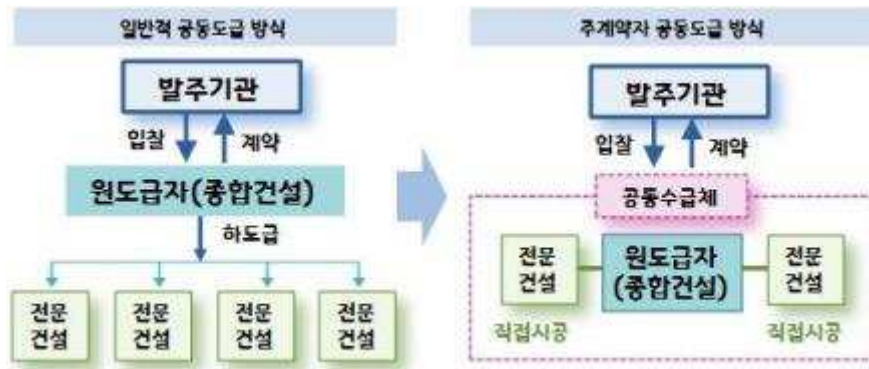 일반적 공동도급 방식
발주기관
입찰
계약
원도급자(종합건설)
하도급
전문
건설
전문
건설
전문
건설
전문
건설
주계약자 공동도급 방식
발주기관
입찰
계약
공동수급체
전문
건설
원도급자
(종합건설)
전문
건설
직접시공
직접시공